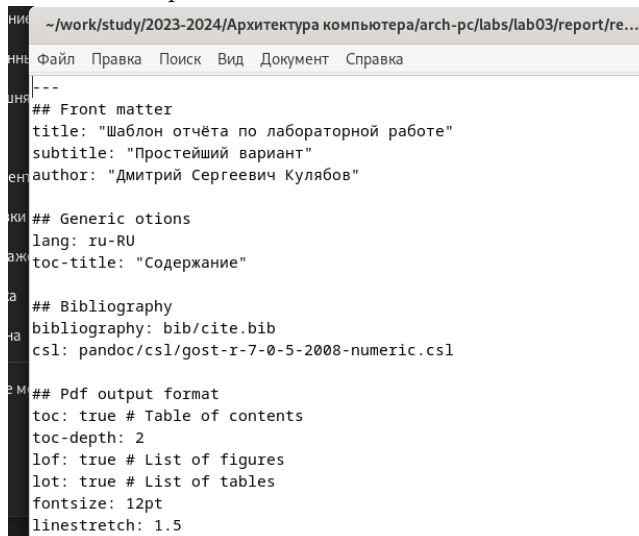 ~/work/study/2023-2024/Архитектура компьютера/arch-pc/labs/lab03/report/re...
Файл Правка Поиск Вид Документ Справка
---
## Front matter
title: "Шаблон отчёта по лабораторной работе"
subtitle: "Простейший вариант"
author: "Дмитрий Сергеевич Кулябов"
## Generic otions
lang: ru-RU
toc-title: "Содержание"
## Bibliography
bibliography: bib/cite.bib
csl: pandoc/csl/gost-r-7-0-5-2008-numeric.csl
## Pdf output format
toc: true # Table of contents
toc-depth: 2
lof: true # List of figures
lot: true # List of tables
fontsize: 12pt
linestretch: 1.5